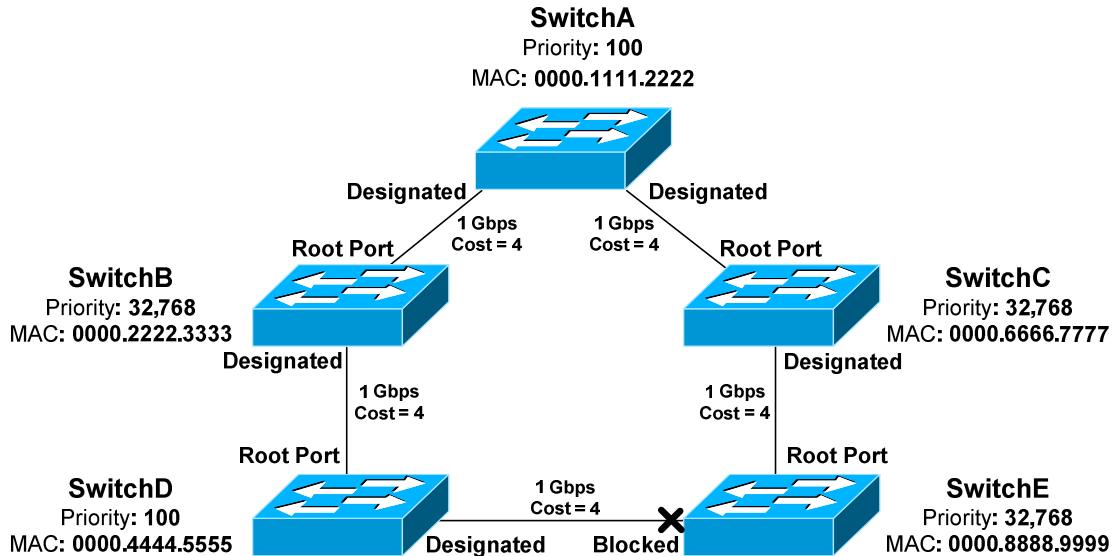 SwitchA
Priority: 100
MAC: 0000.1111.2222
Designated
Designated
1 Gbps
Cost = 4
1 Gbps
Cost = 4
Root Port
Root Port
SwitchB
Priority: 32,768
MAC: 0000.2222.3333
SwitchC
Priority: 32,768
MAC: 0000.6666.7777
Designated
Designated
1 Gbps
Cost = 4
1 Gbps
Cost = 4
Root Port
Root Port
SwitchD
Priority: 100
MAC: 0000.4444.5555
1 Gbps
Cost = 4
SwitchE
Priority: 32,768
MAC: 0000.8888.9999
Designated
Blocked